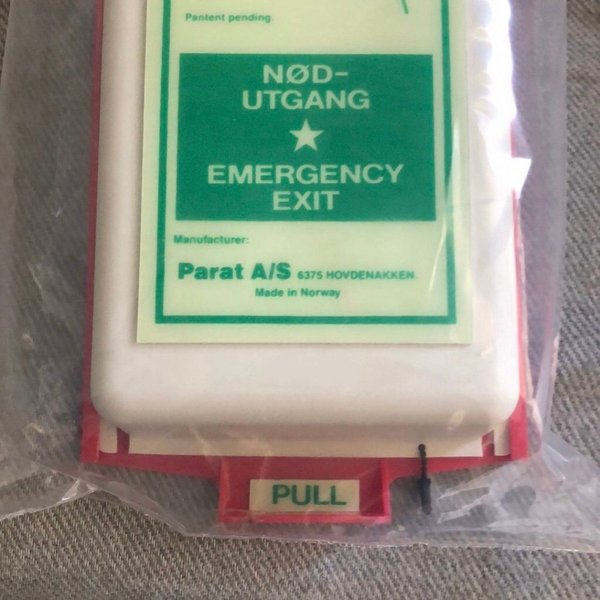 Pantent pending.
NØD-
UTGANG
★
EMERGENCY
EXIT
Manufacturer:
Parat A/S 6375 HOVDENAKKEN.
Made in Norway
PULL